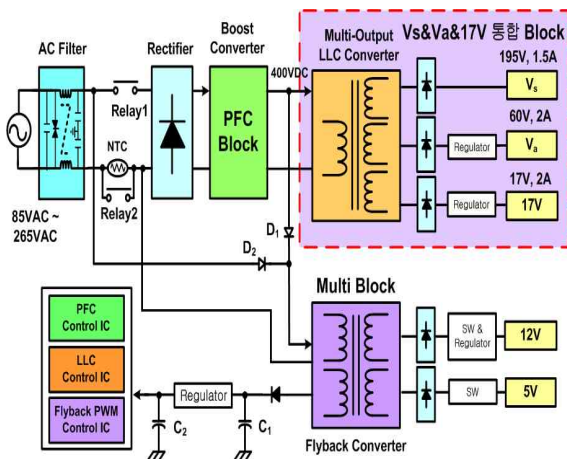 AC Filter
Rectifier
Boost
Converter
Multi-Output
LLC Converter
Vs&Va&17V 통합 Block
400VDC
195V, 1.5A
Vs
60V, 2A
Regulator
Va
17V, 2A
Regulator
17V
Relay1
NTC
Relay2
PFC
Block
85VAC ~
265VAC
D1
D2
PFC
Control IC
LLC
Control IC
Flyback PWM
Control IC
Regulator
C2
C1
Multi Block
SW &
Regulator
12V
SW
5V
Flyback Converter